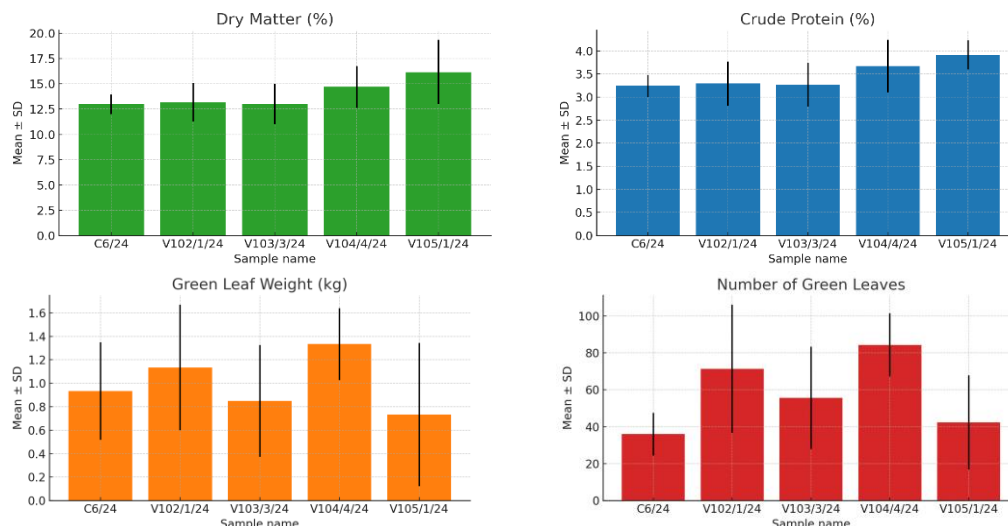 Dry Matter (%)
20.0
17.5
15.0
12.5
10.0
7.5
5.0
2.5
0.0
Mean ± SD
C6/24 V102/1/24 V103/3/24 V104/4/24 V105/1/24
Sample name
Crude Protein (%)
4.0
3.5
3.0
2.5
2.0
1.5
1.0
0.5
0.0
Mean ± SD
C6/24 V102/1/24 V103/3/24 V104/4/24 V105/1/24
Sample name
Green Leaf Weight (kg)
1.6
1.4
1.2
1.0
0.8
0.6
0.4
0.2
0.0
Mean ± SD
C6/24 V102/1/24 V103/3/24 V104/4/24 V105/1/24
Sample name
Number of Green Leaves
100
80
60
40
20
0
Mean ± SD
C6/24 V102/1/24 V103/3/24 V104/4/24 V105/1/24
Sample name